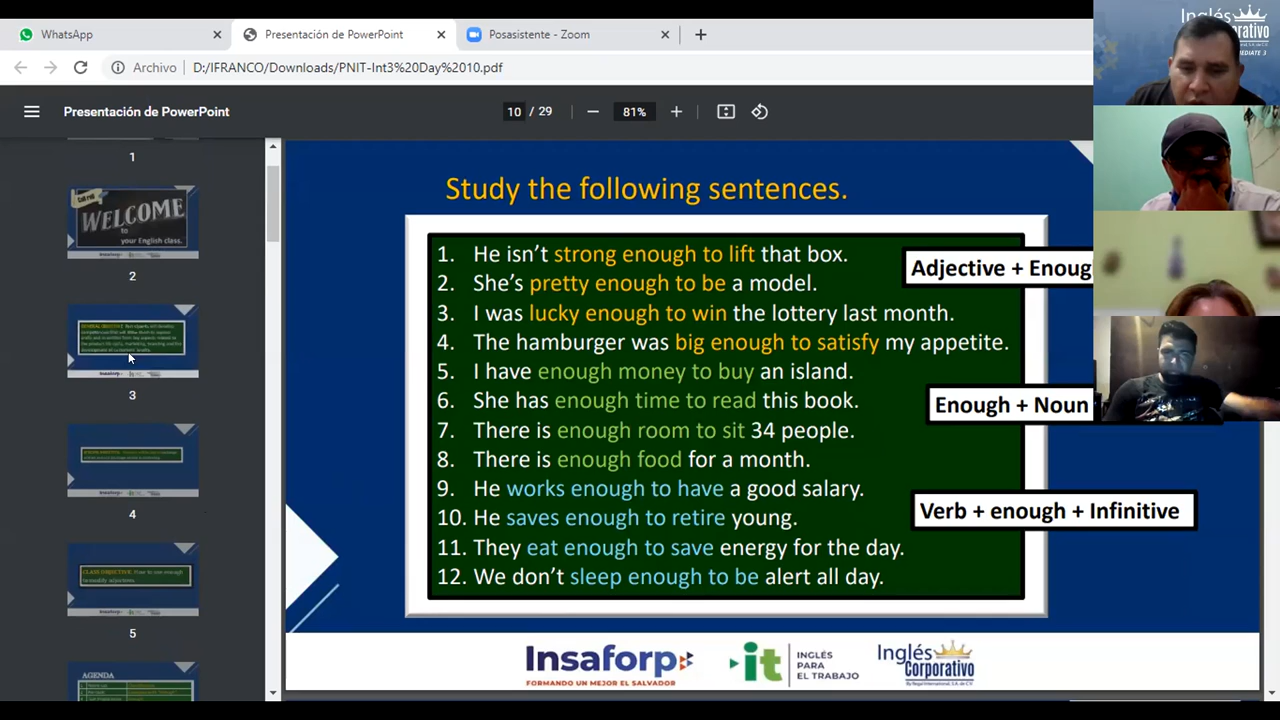 WhatsApp
Presentación de PowerPoint
Posasistente - Zoom
Archivo
D:/IFRANCO/Downloads/PNIT-Int3%20Day%2010.pdf
Presentación de PowerPoint
10 / 29
81%
1
WELCOME
to
your English class.
2
3
4
5
AGENDA
Study the following sentences.
1. He isn't strong enough to lift that box.
2. She's pretty enough to be a model.
3. I was lucky enough to win the lottery last month.
4. The hamburger was big enough to satisfy my appetite.
5. I have enough money to buy an island.
6. She has enough time to read this book.
7. There is enough room to sit 34 people.
8. There is enough food for a month.
9. He works enough to have a good salary.
10. He saves enough to retire young.
11. They eat enough to save energy for the day.
12. We don't sleep enough to be alert all day.
Adjective + Enoug
Enough + Noun
Verb + enough + Infinitive
Insaforp
FORMANDO UN MEJOR EL SALVADOR
it
INGLÉS
PARA
EL TRABAJO
Inglés
Corporativo
Inglés